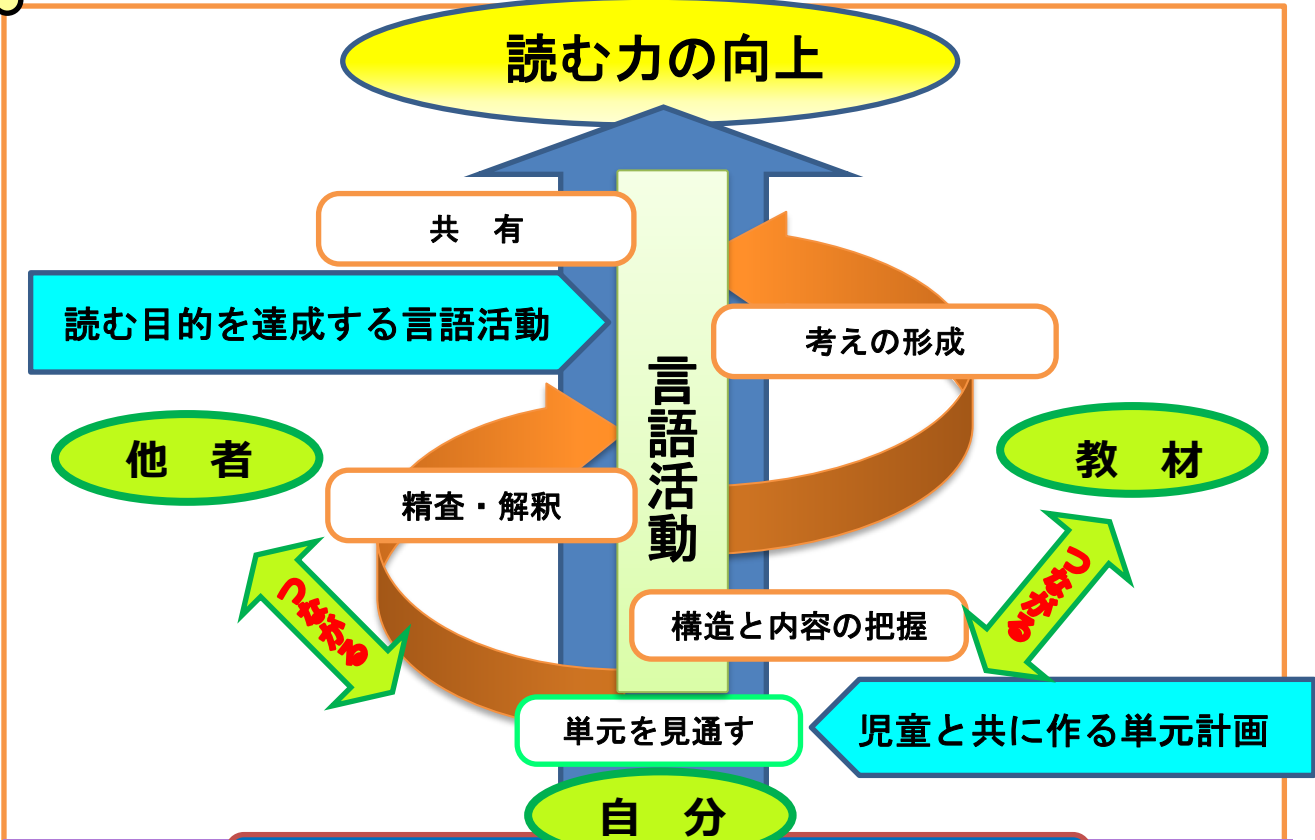 読む力の向上
共　有
読む目的を達成する言語活動
考えの形成
言語活動
他　者
教　材
精査・解釈
つながる
つながる
構造と内容の把握
単元を見通す
児童と共に作る単元計画
自　分